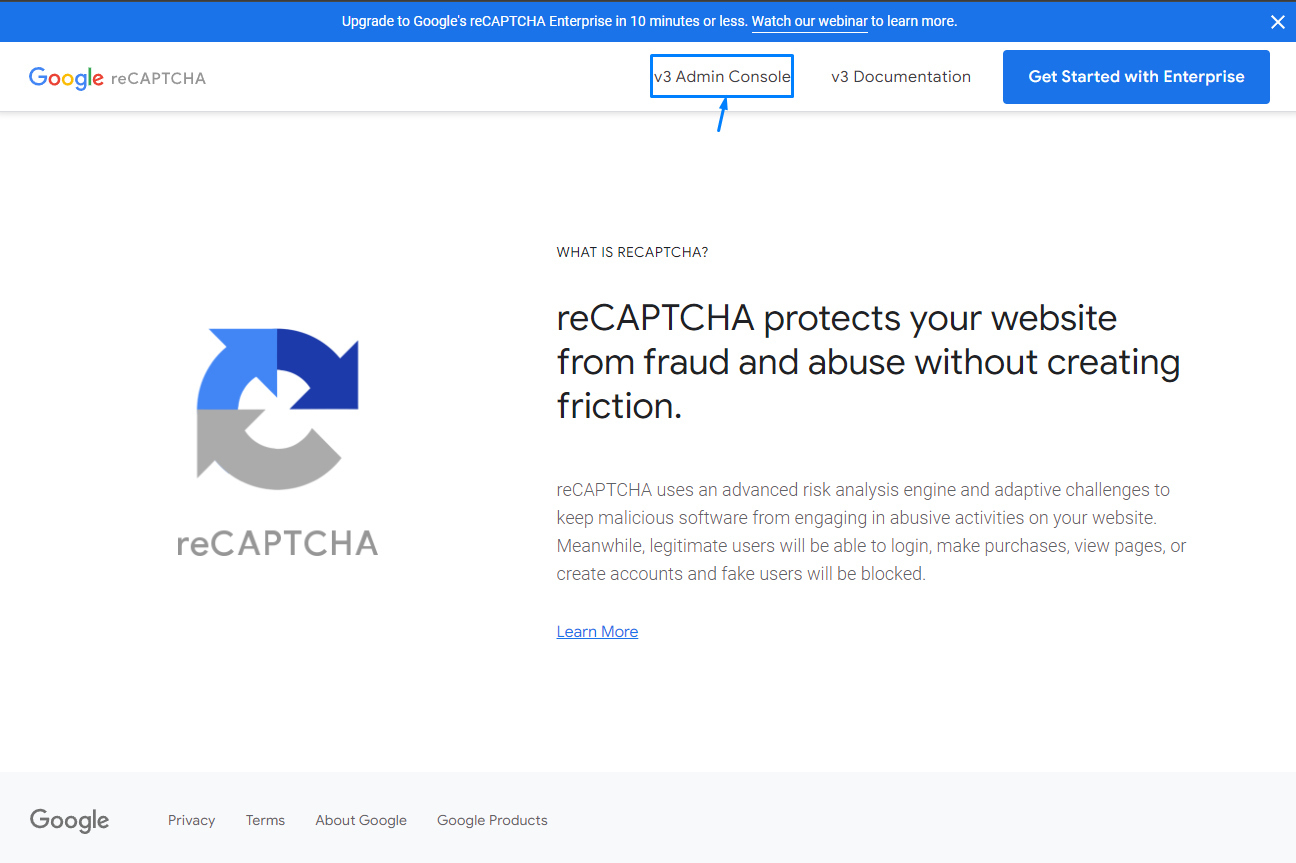 Upgrade to Google's reCAPTCHA Enterprise in 10 minutes or less. Watch our webinar to learn more.
Google reCAPTCHA
v3 Admin Console
v3 Documentation
Get Started with Enterprise
WHAT IS RECAPTCHA?
reCAPTCHA protects your website
from fraud and abuse without creating
friction.
reCAPTCHA uses an advanced risk analysis engine and adaptive challenges to
keep malicious software from engaging in abusive activities on your website.
Meanwhile, legitimate users will be able to login, make purchases, view pages, or
create accounts and fake users will be blocked.
Learn More
reCAPTCHA
Google
Privacy
Terms
About Google
Google Products